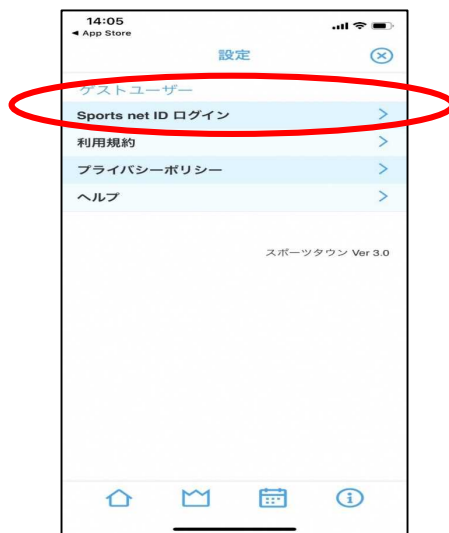 14:05
◀ App Store
設定
ゲストユーザー
Sports net ID ログイン
利用規約
プライバシーポリシー
ヘルプ
スポーツタウン Ver 3.0